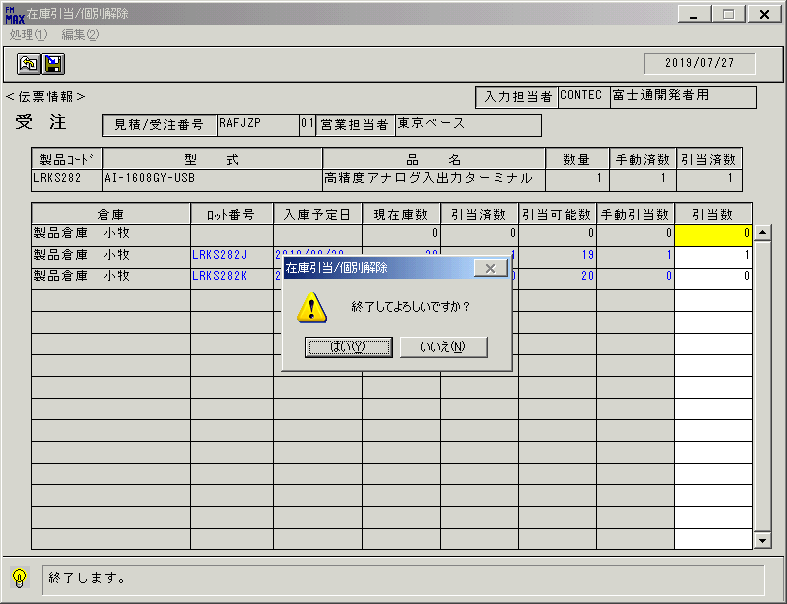 FM MAX 在庫引当/個別解除
処理(1) 編集(2)
2019/07/27
<伝票情報>
入力担当者 CONTEC 富士通開発者用
受 注 見積/受注番号 RAFJZP 01 営業担当者 東京ベース
製品コード 型 式 品 名 数量 手動済数 引当済数
LRKS282 AI-1608GY-USB 高精度アナログ入出力ターミナル 1 1 1
倉庫 ロット番号 入庫予定日 現在庫数 引当済数 引当可能数 手動引当数 引当数
製品倉庫 小牧 0 0 0 0 0
製品倉庫 小牧 LRKS282J 19 1 1
製品倉庫 小牧 LRKS282K 20 0 0
在庫引当/個別解除
終了してよろしいですか?
はい(Y) いいえ(N)
終了します。